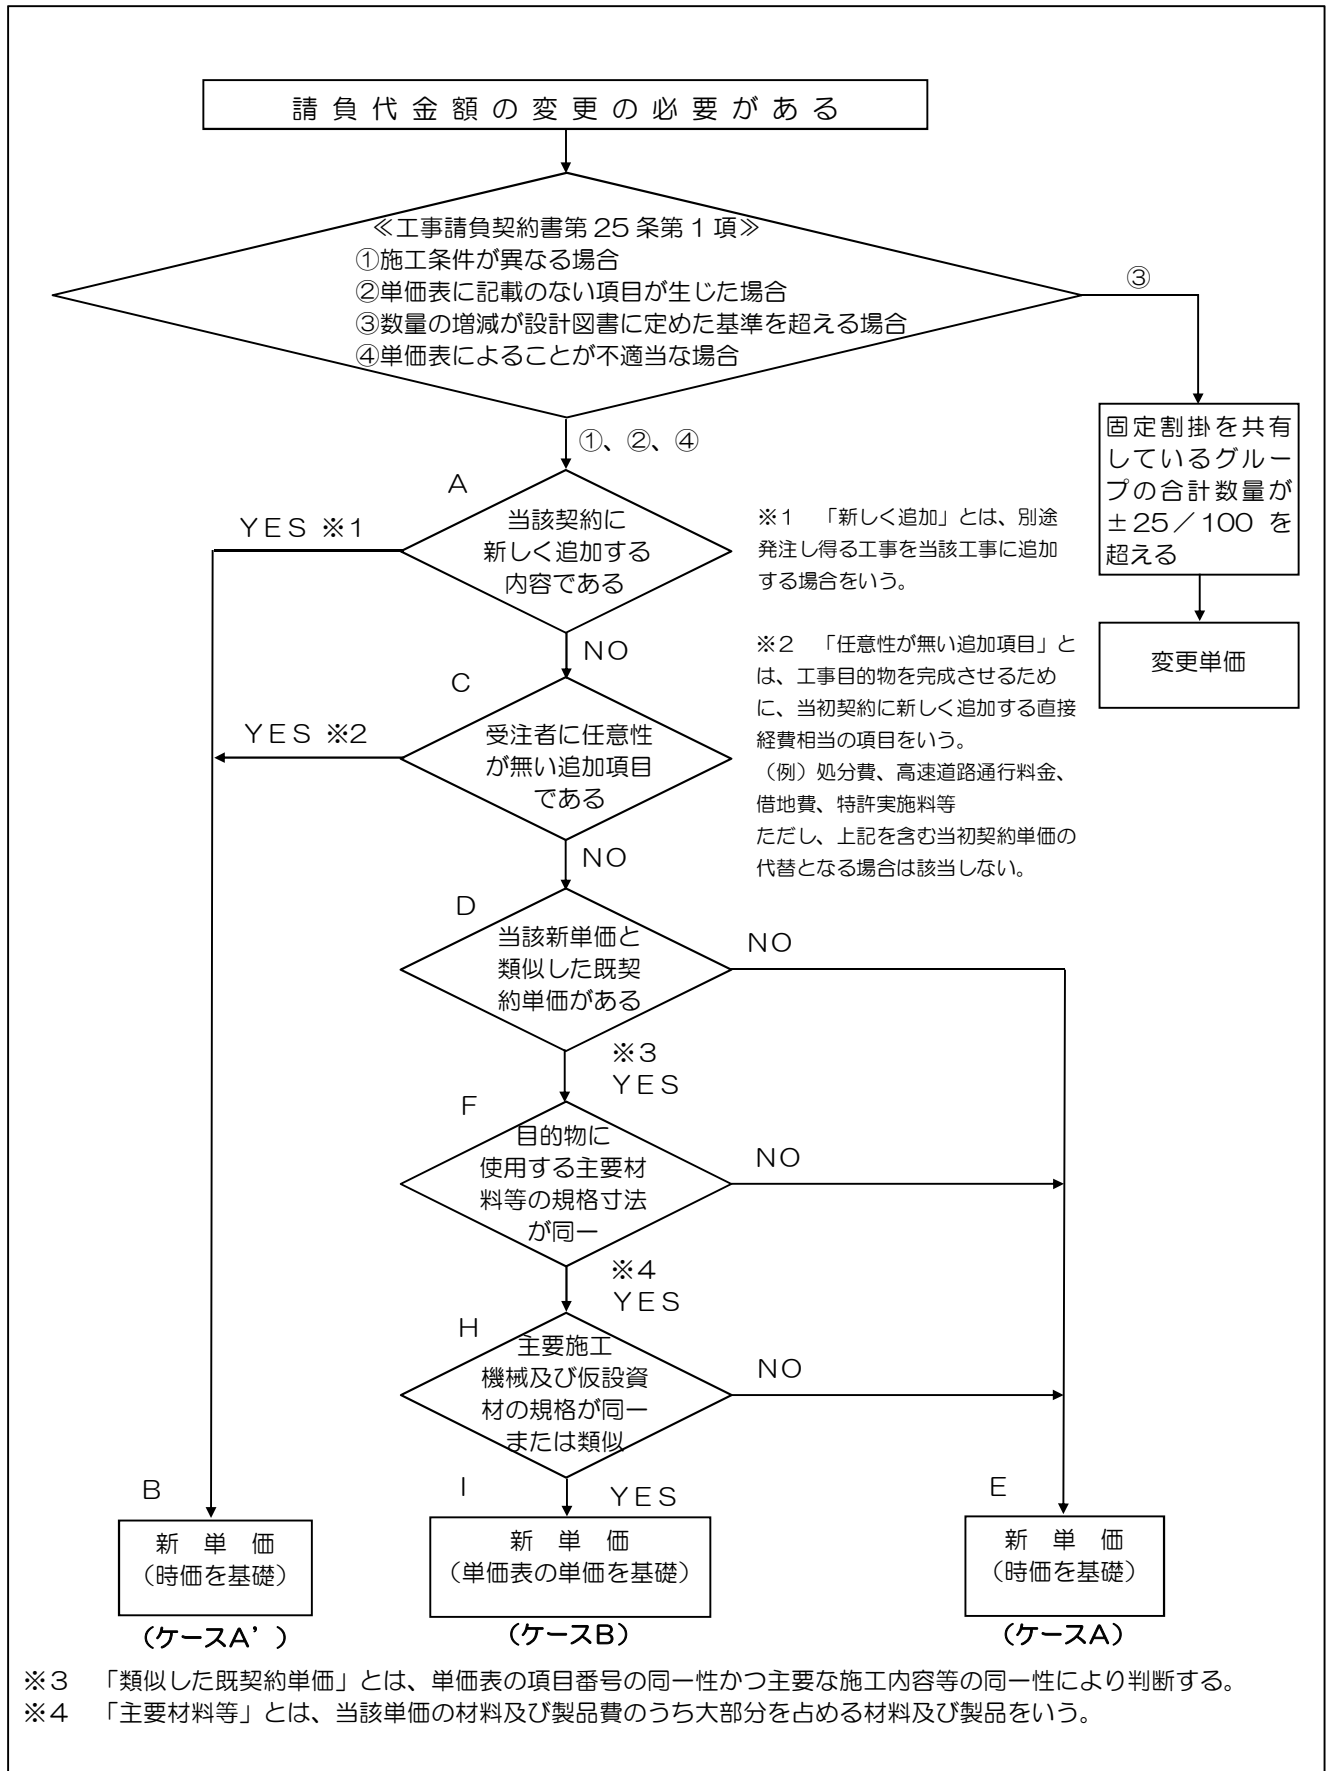 請負代金額の変更の必要がある
≪工事請負契約書第25条第1項≫
①施工条件が異なる場合
②単価表に記載のない項目が生じた場合
③数量の増減が設計図書に定めた基準を超える場合
④単価表によることが不適当な場合
③
固定割掛を共有
しているグルー
プの合計数量が
±25/100を
超える
変更単価
①、②、④
A
当該契約に
新しく追加する
内容である
YES ※1
※1 「新しく追加」とは、別途
発注し得る工事を当該工事に追加
する場合をいう。
NO
C
受注者に任意性
が無い追加項目
である
YES ※2
※2 「任意性が無い追加項目」と
は、工事目的物を完成させるため
に、当初契約に新しく追加する直接
経費相当の項目をいう。
(例)処分費、高速道路通行料金、
借地費、特許実施料等
ただし、上記を含む当初契約単価の
代替となる場合は該当しない。
NO
D
当該新単価と
類似した既契
約単価がある
NO
※3
YES
F
目的物に
使用する主要材
料等の規格寸法
が同一
NO
※4
YES
H
主要施工
機械及び仮設資
材の規格が同一
または類似
NO
YES
B
新単価
(時価を基礎)
(ケースA')
I
新単価
(単価表の単価を基礎)
(ケースB)
E
新単価
(時価を基礎)
(ケースA)
※3 「類似した既契約単価」とは、単価表の項目番号の同一性かつ主要な施工内容等の同一性により判断する。
※4 「主要材料等」とは、当該単価の材料及び製品費のうち大部分を占める材料及び製品をいう。